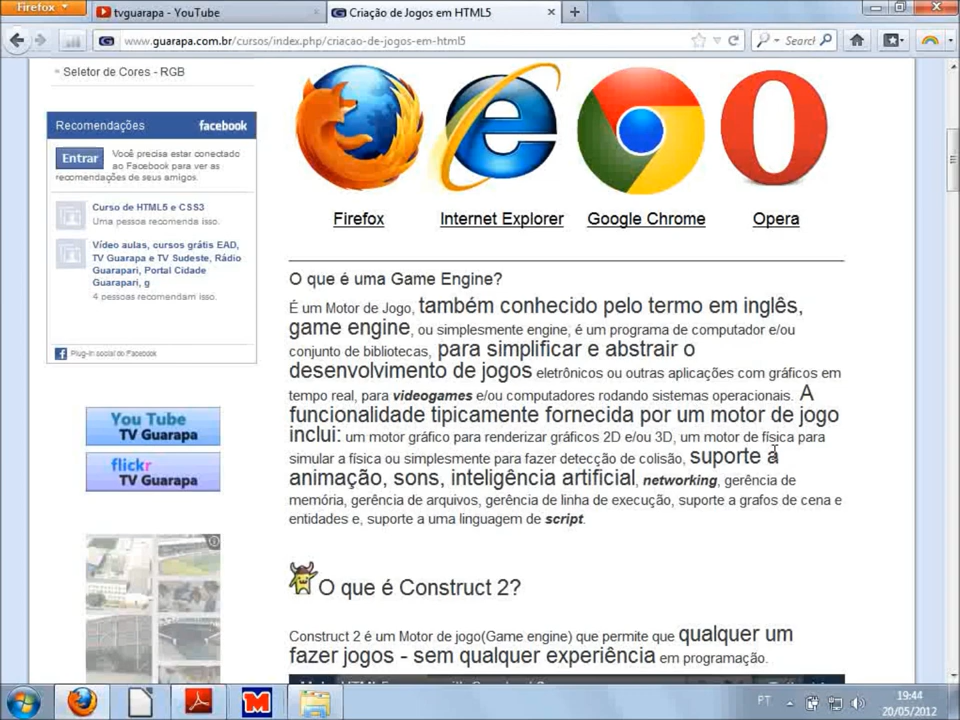 Firefox
tvguarapa - YouTube
Criação de Jogos em HTML5
www.guarapa.com.br/cursos/index.php/criacao-de-jogos-em-html5
Search
» Seletor de Cores - RGB
Recomendações facebook
Entrar
Você precisa estar conectado
ao Facebook para ver as
recomendações de seus amigos.
Curso de HTML5 e CSS3
Uma pessoa recomenda isso.
Vídeo aulas, cursos grátis EAD,
TV Guarapa e TV Sudeste, Rádio
Guarapari, Portal Cidade
Guarapari, g
4 pessoas recomendam isso.
Plug-in social do Facebook
You Tube
TV Guarapa
flickr
TV Guarapa
Firefox Internet Explorer Google Chrome Opera
O que é uma Game Engine?
É um Motor de Jogo, também conhecido pelo termo em inglês,
game engine, ou simplesmente engine, é um programa de computador e/ou
conjunto de bibliotecas, para simplificar e abstrair o
desenvolvimento de jogos eletrônicos ou outras aplicações com gráficos em
tempo real, para videogames e/ou computadores rodando sistemas operacionais. A
funcionalidade tipicamente fornecida por um motor de jogo
inclui: um motor gráfico para renderizar gráficos 2D e/ou 3D, um motor de física para
simular a física ou simplesmente para fazer detecção de colisão, suporte a
animação, sons, inteligência artificial, networking, gerência de
memória, gerência de arquivos, gerência de linha de execução, suporte a grafos de cena e
entidades e, suporte a uma linguagem de script.
O que é Construct 2?
Construct 2 é um Motor de jogo(Game engine) que permite que qualquer um
fazer jogos - sem qualquer experiência em programação.
PT
19:44
20/05/2012